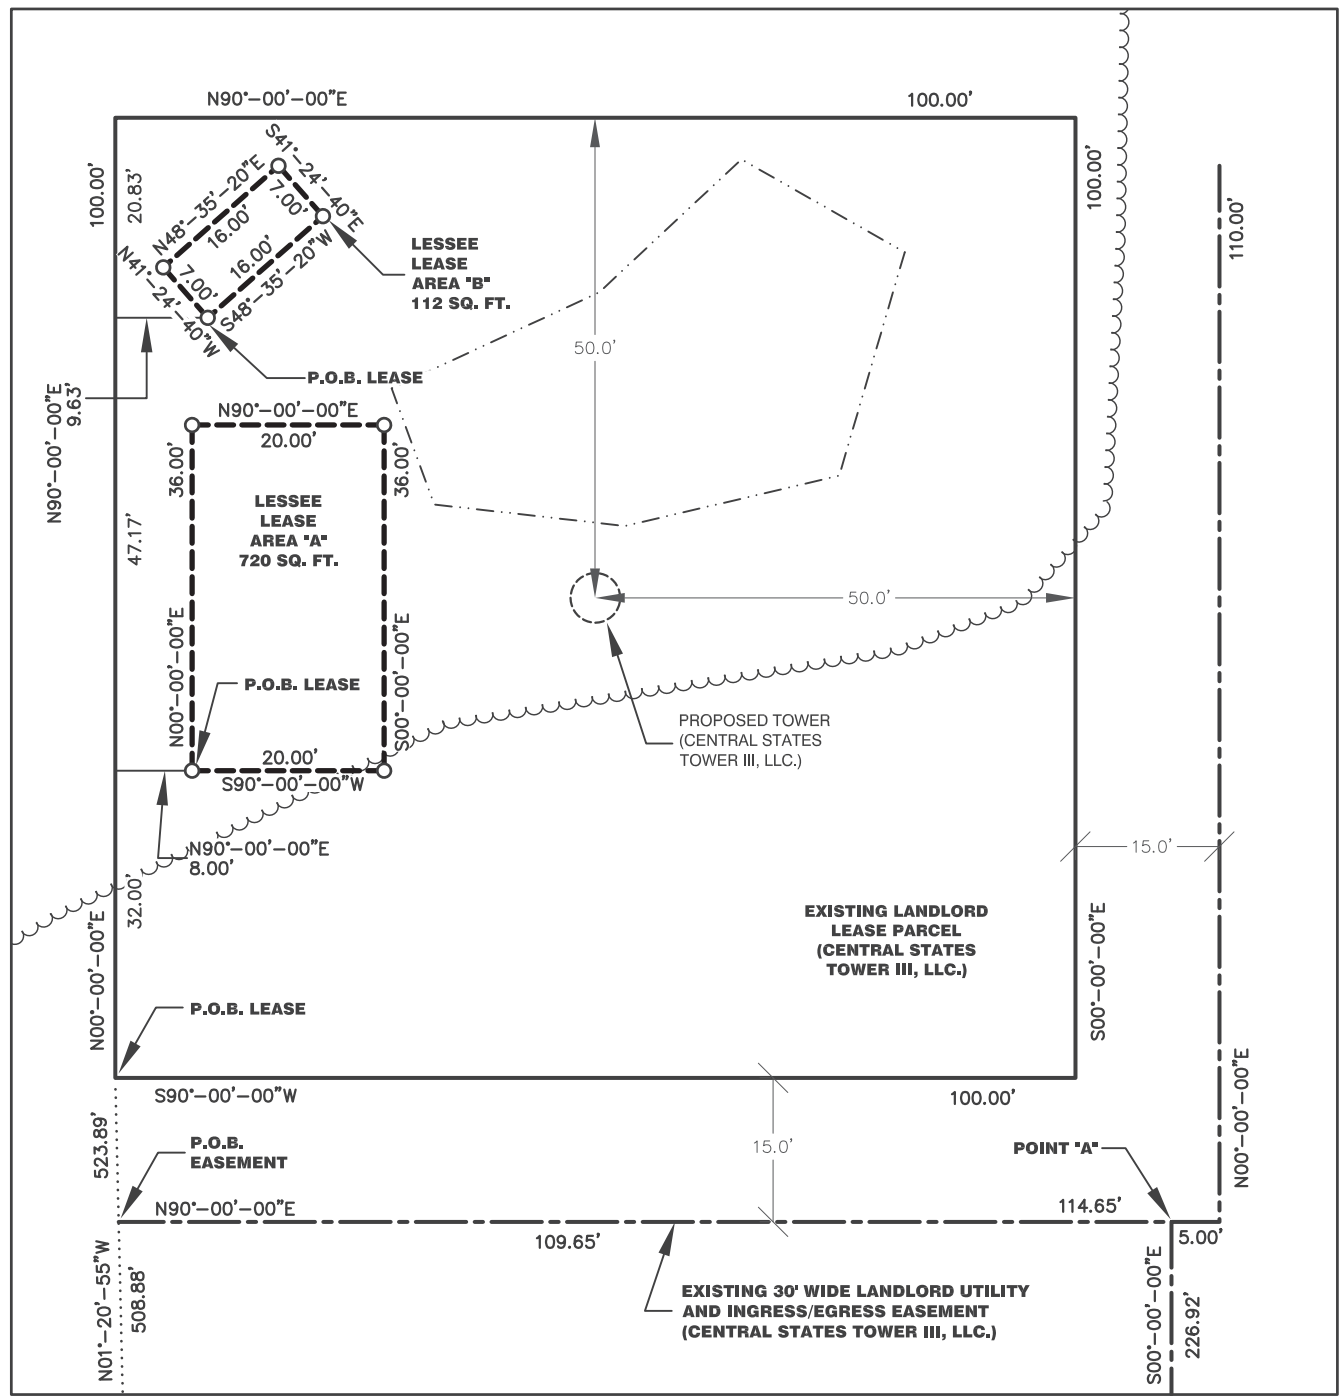 N90°-00'-00"E
100.00'
100.00'
20.83'
N48°-35'-20"E
16.00'
S41°-24'-40"E
7.00'
16.00'
S48°-35'-20"W
N41°-24'-40"W
7.00'
LESSEE
LEASE
AREA "B"
112 SQ. FT.
100.00'
110.00'
50.0'
P.O.B. LEASE
N90°-00'-00"E
9.63'
N90°-00'-00"E
20.00'
36.00'
36.00'
LESSEE
LEASE
AREA "A"
720 SQ. FT.
47.17'
50.0'
N00°-00'-00"E
S00°-00'-00"E
P.O.B. LEASE
20.00'
S90°-00'-00"W
PROPOSED TOWER
(CENTRAL STATES
TOWER III, LLC.)
N90°-00'-00"E
8.00'
15.0'
32.00'
N00°-00'-00"E
EXISTING LANDLORD
LEASE PARCEL
(CENTRAL STATES
TOWER III, LLC.)
S00°-00'-00"E
P.O.B. LEASE
S90°-00'-00"W
100.00'
523.89'
P.O.B.
EASEMENT
15.0'
POINT "A"
N00°-00'-00"E
N90°-00'-00"E
114.65'
109.65'
5.00'
N01°-20'-55"W
508.88'
EXISTING 30' WIDE LANDLORD UTILITY
AND INGRESS/EGRESS EASEMENT
(CENTRAL STATES TOWER III, LLC.)
S00°-00'-00"E
226.92'